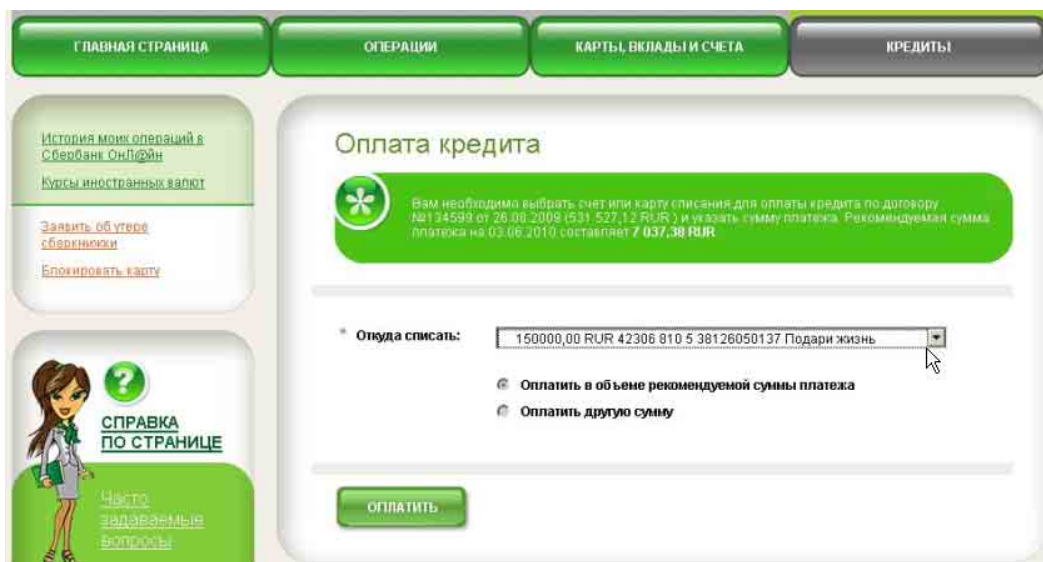 ГЛАВНАЯ СТРАНИЦА
ОПЕРАЦИИ
КАРТЫ, ВКЛАДЫ И СЧЕТА
КРЕДИТЫ
История моих операций в
Сбербанк ОнЛ@йн
Курсы иностранных валют
Заявить об утере
сберкнижки
Блокировать карту
СПРАВКА
ПО СТРАНИЦЕ
Часто
задаваемые
вопросы
Оплата кредита
Вам необходимо выбрать счет или карту списания для оплаты кредита по договору
№134599 от 26.08.2009 (531 527,12 RUR ) и указать сумму платежа. Рекомендуемая сумма
платежа на 03.06.2010 составляет 7 037,38 RUR
* Откуда списать:
150000,00 RUR 42306 810 5 38126050137 Подари жизнь
Оплатить в объеме рекомендуемой суммы платежа
Оплатить другую сумму
ОПЛАТИТЬ